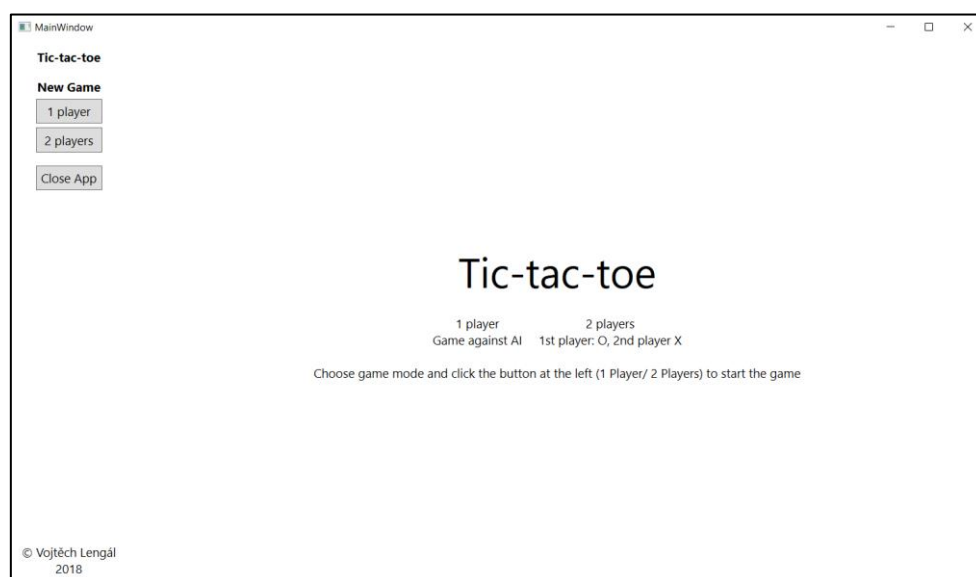 MainWindow
Tic-tac-toe
New Game
1 player
2 players
Close App
Tic-tac-toe
1 player
Game against AI
2 players
1st player: O, 2nd player X
Choose game mode and click the button at the left (1 Player/ 2 Players) to start the game
© Vojtěch Lengál
2018